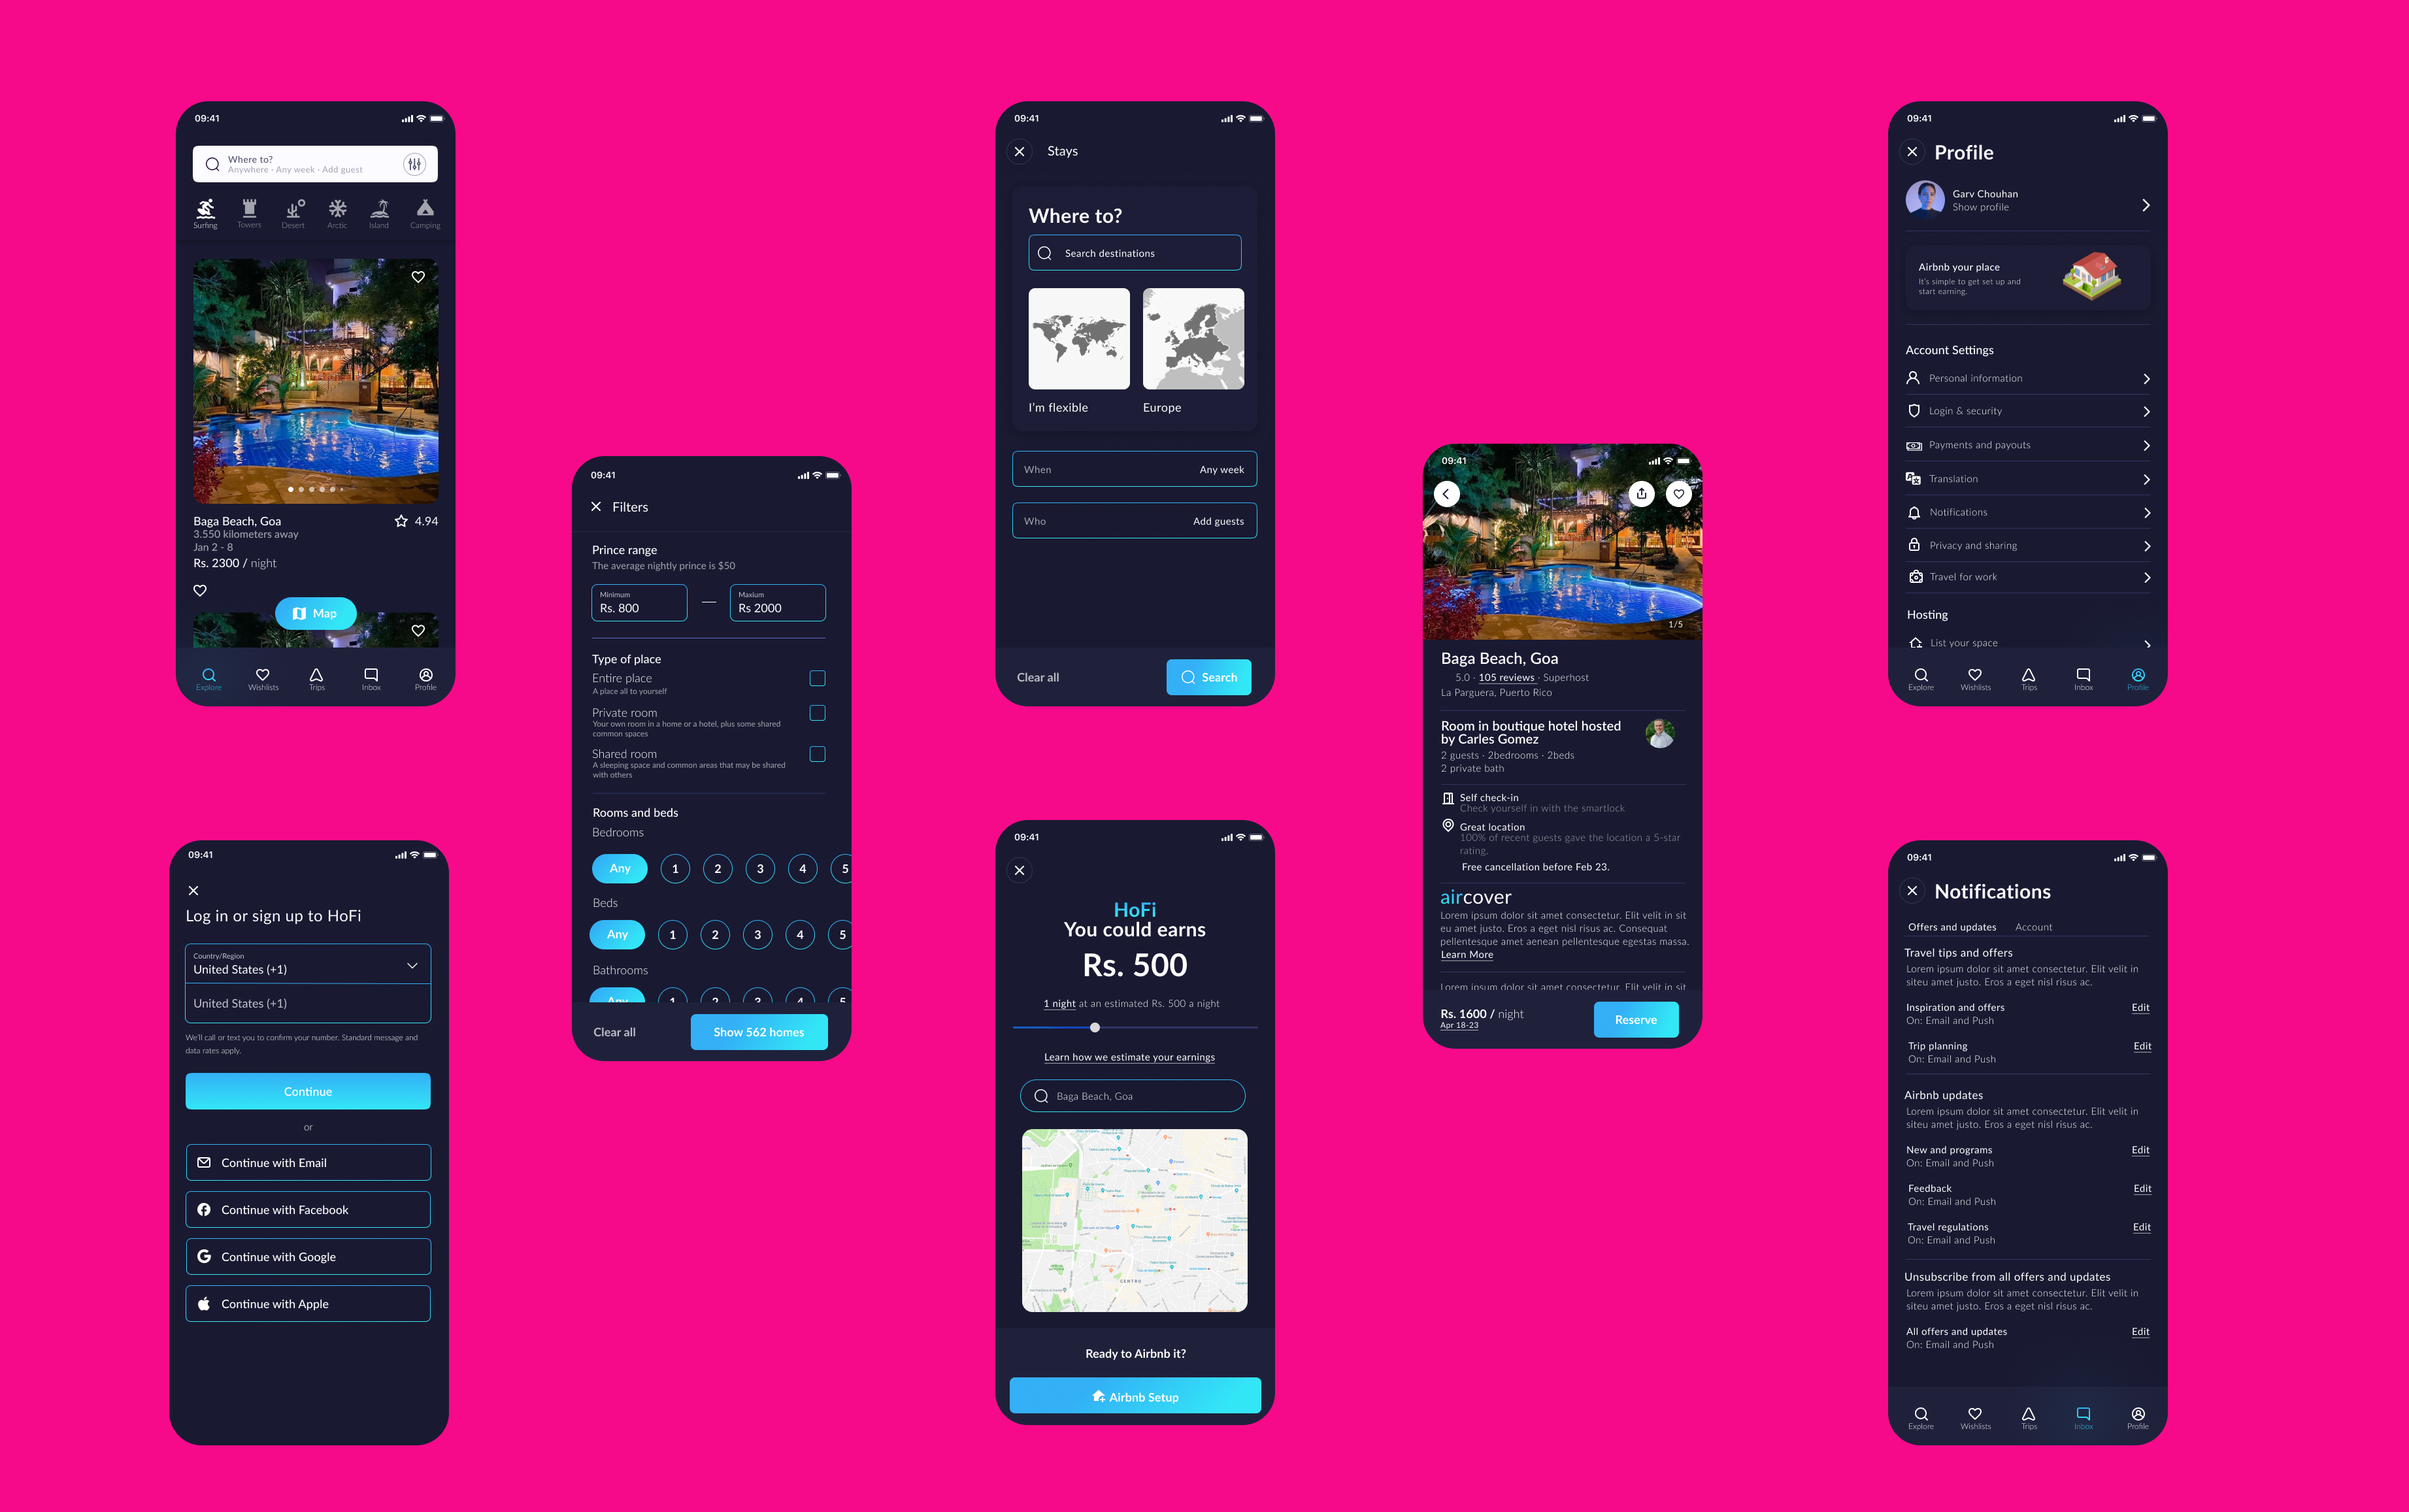 09:41
Where to?
Anywhere · Any week · Add guest
Surfing
Towers
Desert
Arctic
Island
Camping
Baga Beach, Goa
4.94
3.550 kilometers away
Jan 2 - 8
Rs. 2300 / night
Map
Explore
Wishlists
Trips
Inbox
Profile
09:41
Log in or sign up to HoFi
Country/Region
United States (+1)
United States (+1)
We'll call or text you to confirm your number. Standard message and
data rates apply.
Continue
or
Continue with Email
Continue with Facebook
Continue with Google
Continue with Apple
09:41
Filters
Prince range
The average nightly prince is $50
Minimum
Rs. 800
Maxium
Rs 2000
Type of place
Entire place
A place all to yourself
Private room
Your own room in a home or a hotel, plus some shared
common spaces
Shared room
A sleeping space and common areas that may be shared
with others
Rooms and beds
Bedrooms
Any 1 2 3 4 5
Beds
Any 1 2 3 4 5
Bathrooms
Any 1 2 3 4 5
Clear all
Show 562 homes
09:41
Stays
Where to?
Search destinations
I'm flexible
Europe
When
Any week
Who
Add guests
Clear all
Search
09:41
HoFi
You could earns
Rs. 500
1 night at an estimated Rs. 500 a night
Learn how we estimate your earnings
Baga Beach, Goa
CENTRO
Ready to Airbnb it?
Airbnb Setup
09:41
1/5
Baga Beach, Goa
5.0 · 105 reviews · Superhost
La Parguera, Puerto Rico
Room in boutique hotel hosted
by Carles Gomez
2 guests · 2bedrooms · 2beds
2 private bath
Self check-in
Check yourself in with the smartlock
Great location
100% of recent guests gave the location a 5-star
rating.
Free cancellation before Feb 23.
aircover
Lorem ipsum dolor sit amet consectetur. Elit velit in sit
eu amet justo. Eros a eget nisl risus ac. Consequat
pellentesque amet aenean pellentesque egestas massa.
Learn More
Lorem ipsum dolor sit amet consectetur. Elit velit in sit
Rs. 1600 / night
Apr 18-23
Reserve
09:41
Profile
Garv Chouhan
Show profile
Airbnb your place
It's simple to get set up and
start earning.
Account Settings
Personal information
Login & security
Payments and payouts
Translation
Notifications
Privacy and sharing
Travel for work
Hosting
List your space
Explore
Wishlists
Trips
Inbox
Profile
09:41
Notifications
Offers and updates
Account
Travel tips and offers
Lorem ipsum dolor sit amet consectetur. Elit velit in
siteu amet justo. Eros a eget nisl risus ac.
Inspiration and offers
Edit
On: Email and Push
Trip planning
Edit
On: Email and Push
Airbnb updates
Lorem ipsum dolor sit amet consectetur. Elit velit in
siteu amet justo. Eros a eget nisl risus ac.
New and programs
Edit
On: Email and Push
Feedback
Edit
On: Email and Push
Travel regulations
Edit
On: Email and Push
Unsubscribe from all offers and updates
Lorem ipsum dolor sit amet consectetur. Elit velit in
siteu amet justo. Eros a eget nisl risus ac.
All offers and updates
Edit
On: Email and Push
Explore
Wishlists
Trips
Inbox
Profile